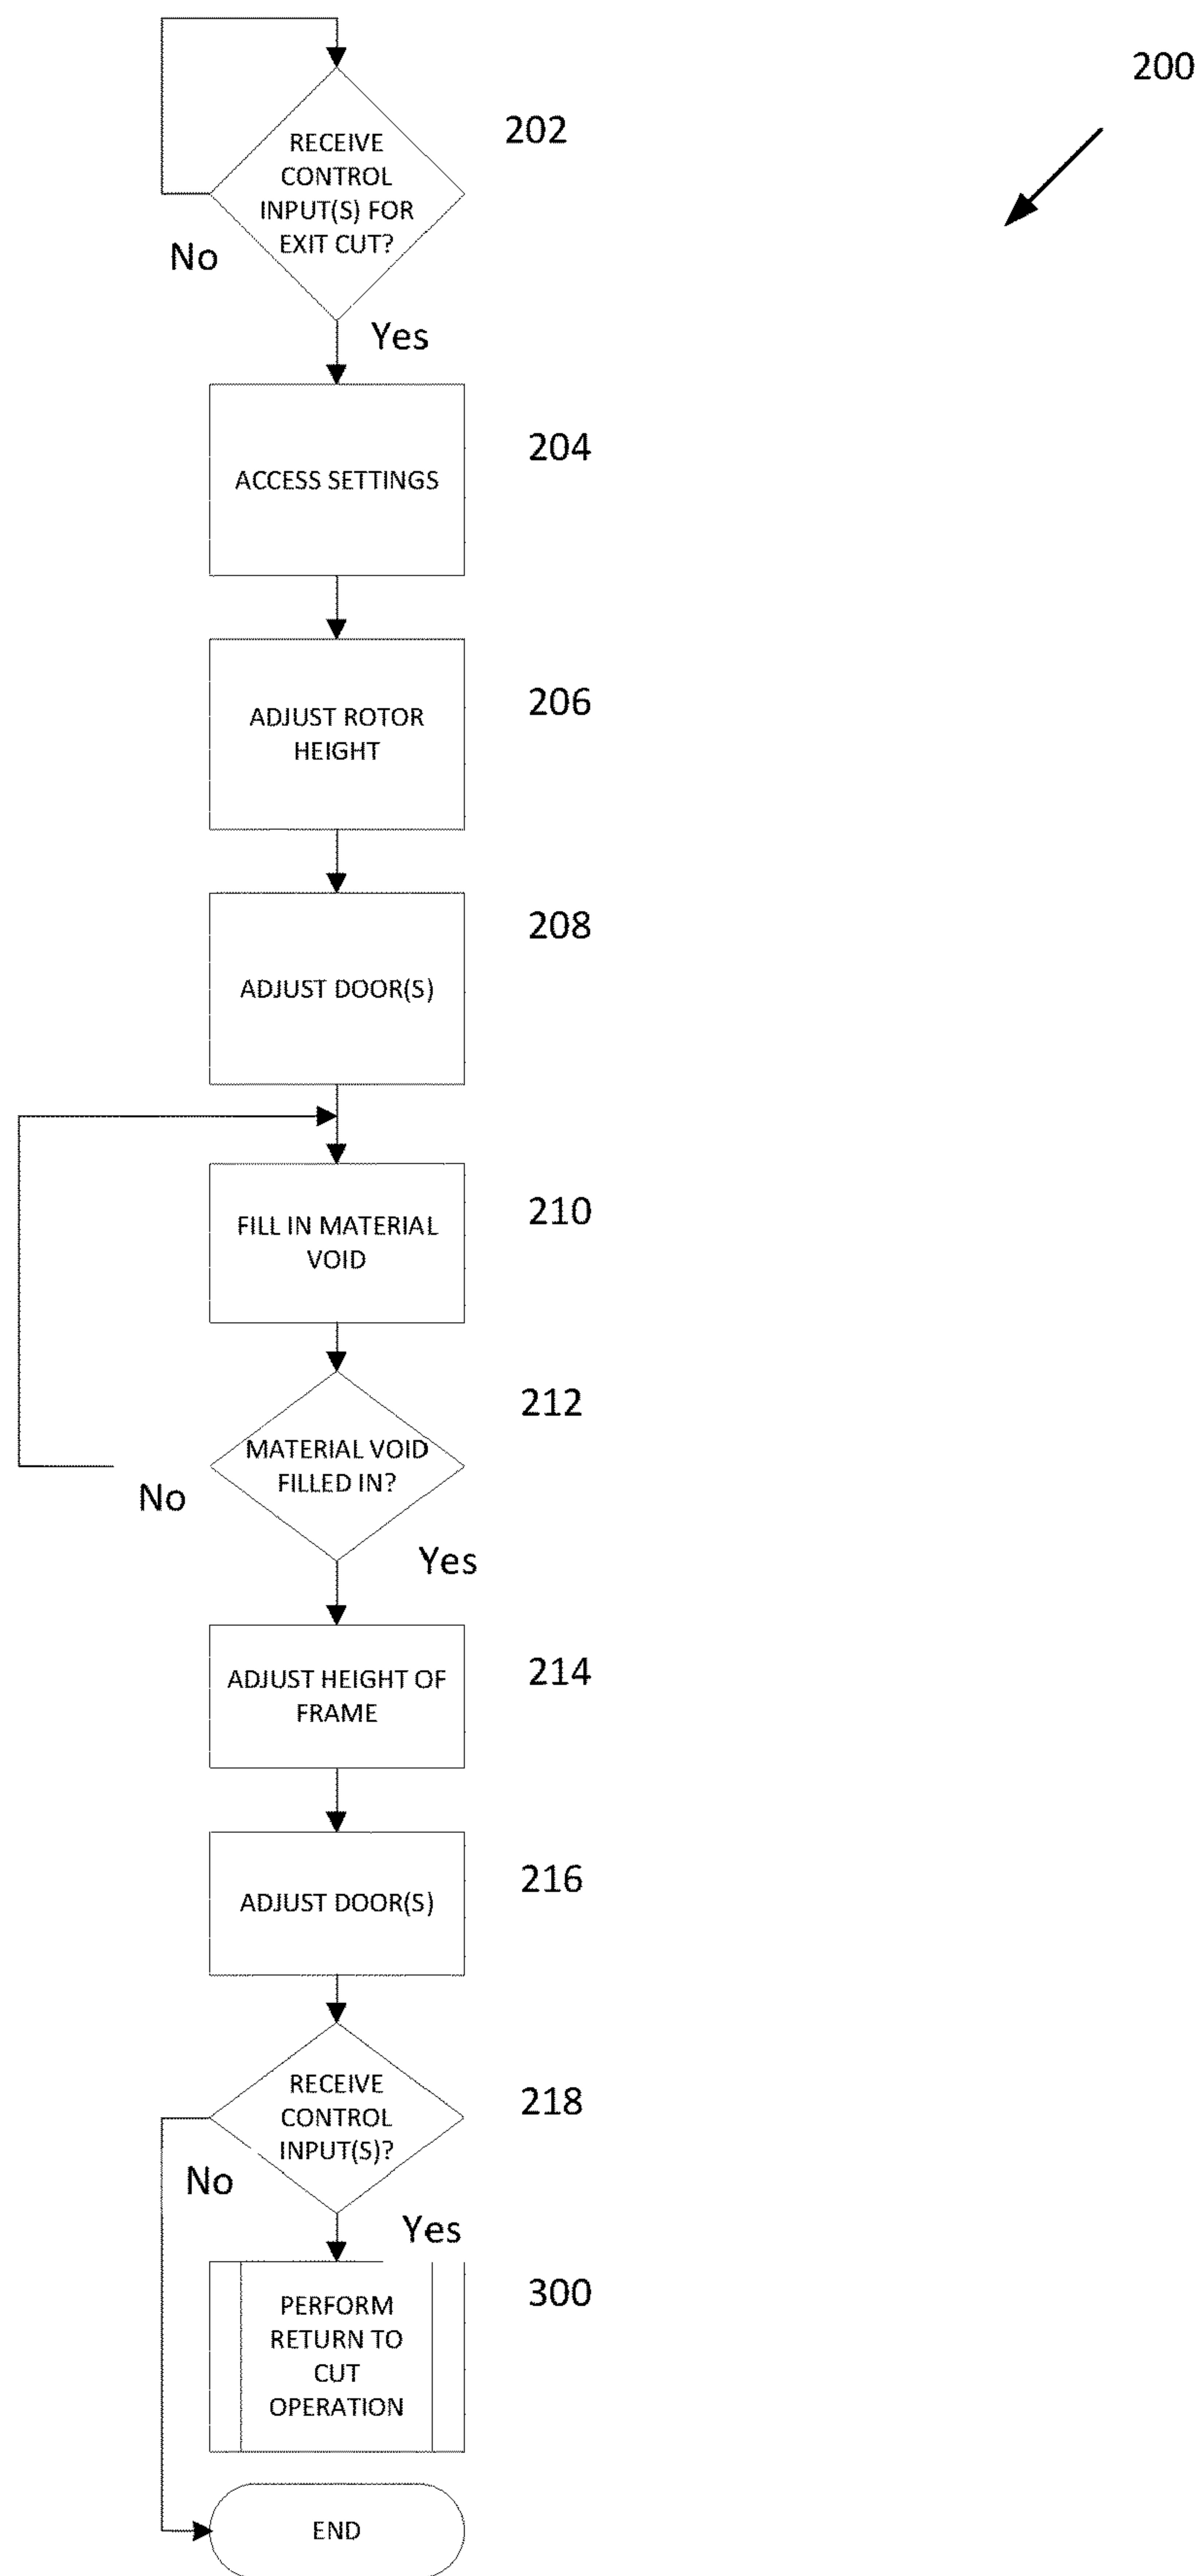 200
202
RECEIVE
CONTROL
INPUT(S) FOR
EXIT CUT?
No
Yes
204
ACCESS SETTINGS
206
ADJUST ROTOR
HEIGHT
208
ADJUST DOOR(S)
210
FILL IN MATERIAL
VOID
212
MATERIAL VOID
FILLED IN?
No
Yes
214
ADJUST HEIGHT OF
FRAME
216
ADJUST DOOR(S)
218
RECEIVE
CONTROL
INPUT(S)?
No
Yes
300
PERFORM
RETURN TO
CUT
OPERATION
END